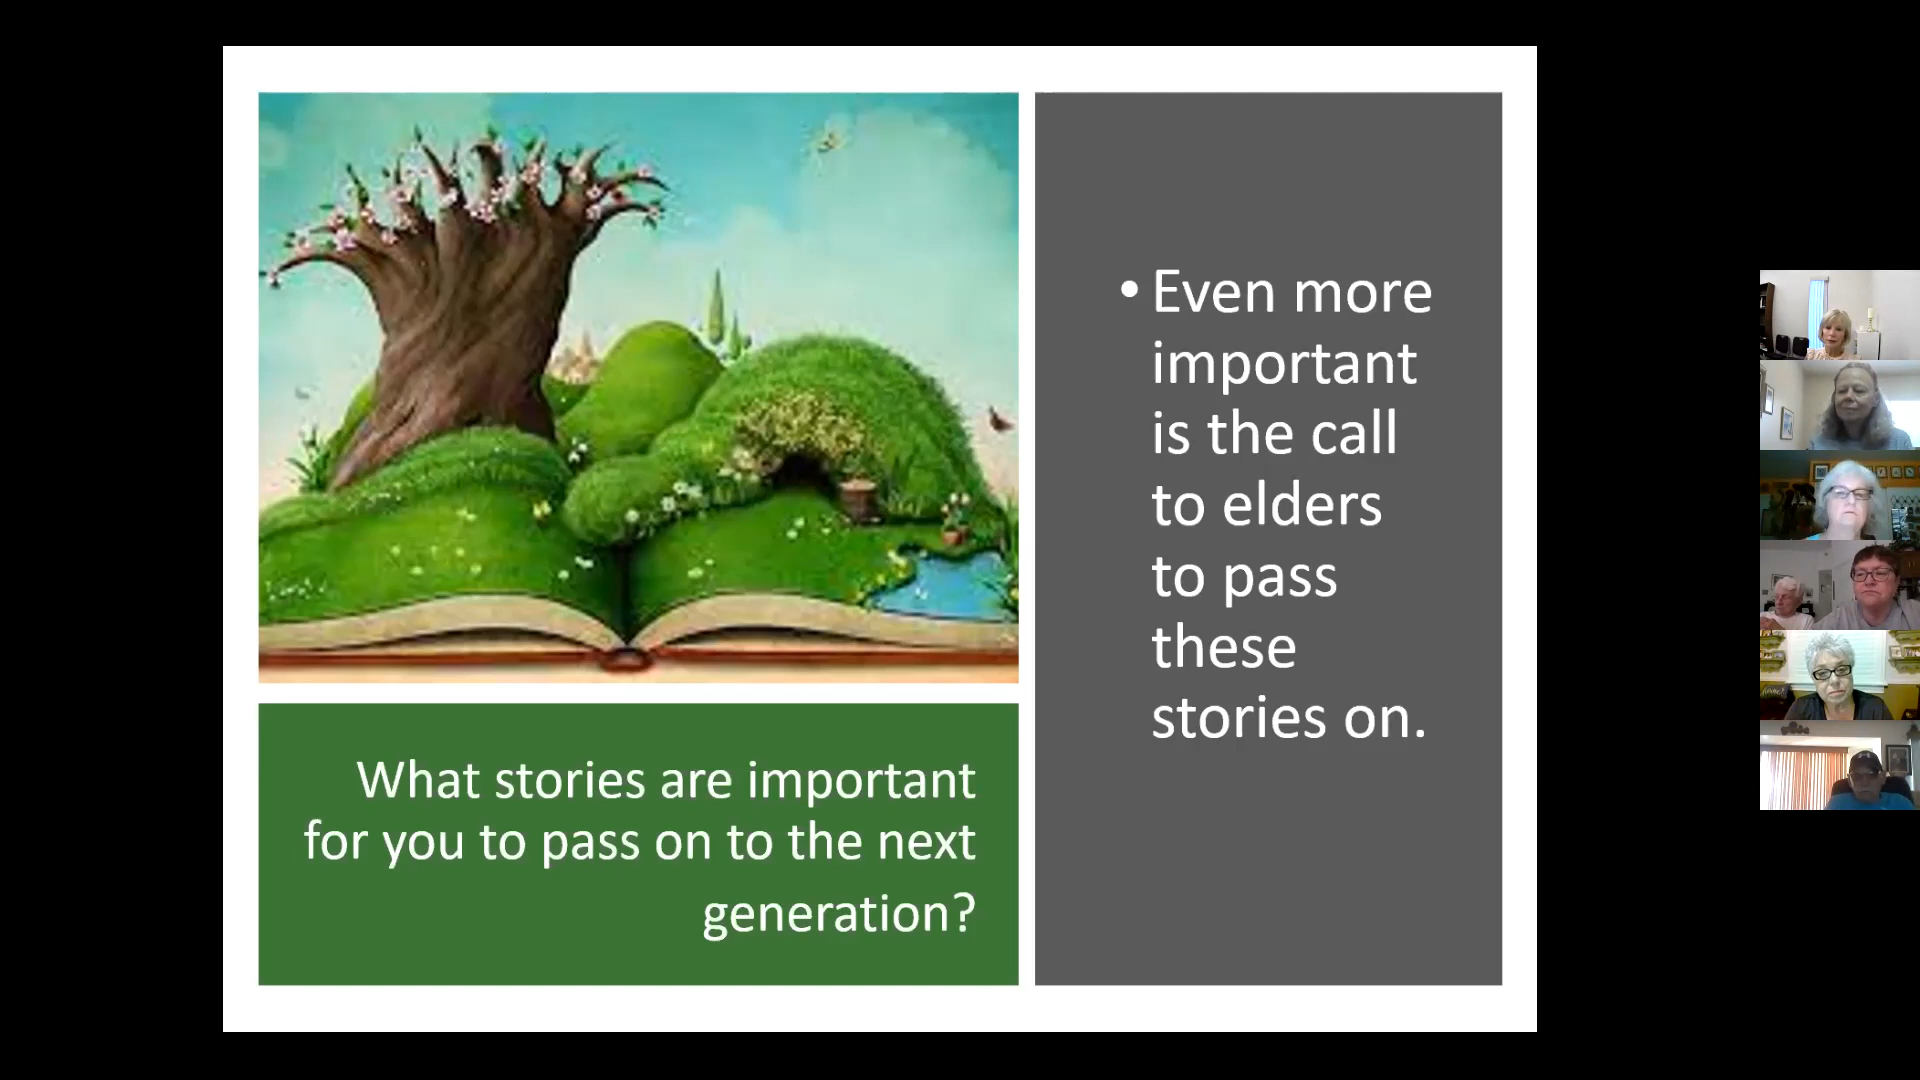 • Even more
important
is the call
to elders
to pass
these
stories on.
What stories are important
for you to pass on to the next
generation?